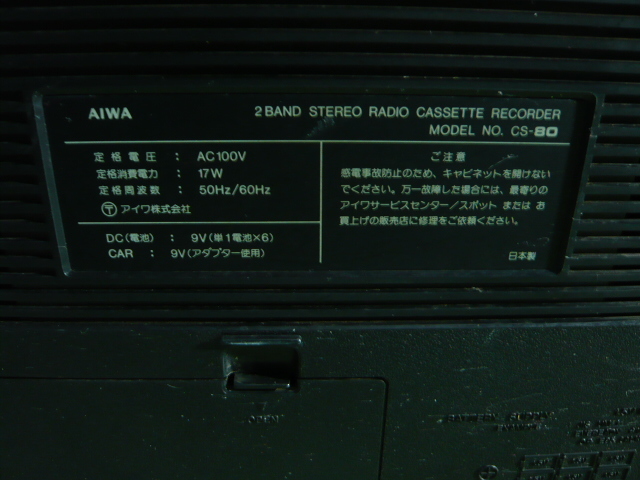 AIWA
2 BAND STEREO RADIO CASSETTE RECORDER
MODEL NO. CS-80
定格電圧 : AC100V
定格消費電力 : 17W
定格周波数 : 50Hz/60Hz
〒 アイワ株式会社
DC(電池) : 9V(単1電池×6)
CAR : 9V(アダプター使用)
ご注意
感電事故防止のため、キャビネットを開けない
でください。万一故障した場合には、最寄りの
アイワサービスセンター/スポット または お
買上げの販売店に修理をご依頼ください。
日本製
OPEN
BATTERY SUPPLY